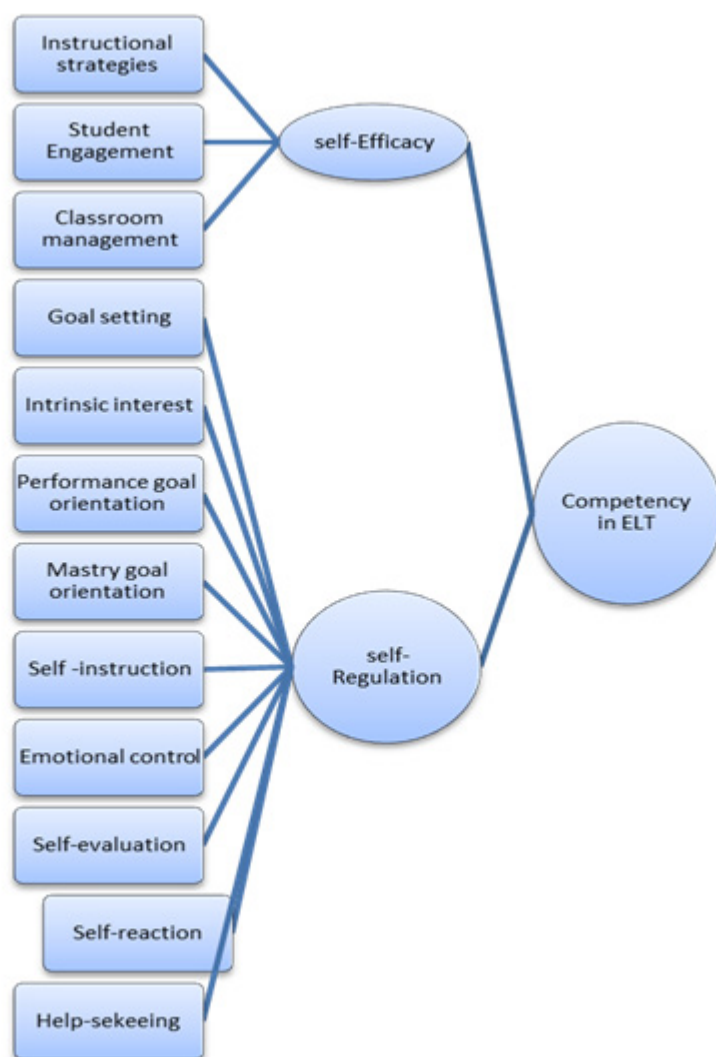 Instructional
strategies
Student
Engagement
Classroom
management
self-Efficacy
Goal setting
Intrinsic interest
Performance goal
orientation
Mastry goal
orientation
Self -instruction
Emotional control
Self-evaluation
Self-reaction
Help-sekeeing
self-
Regulation
Competency
in ELT